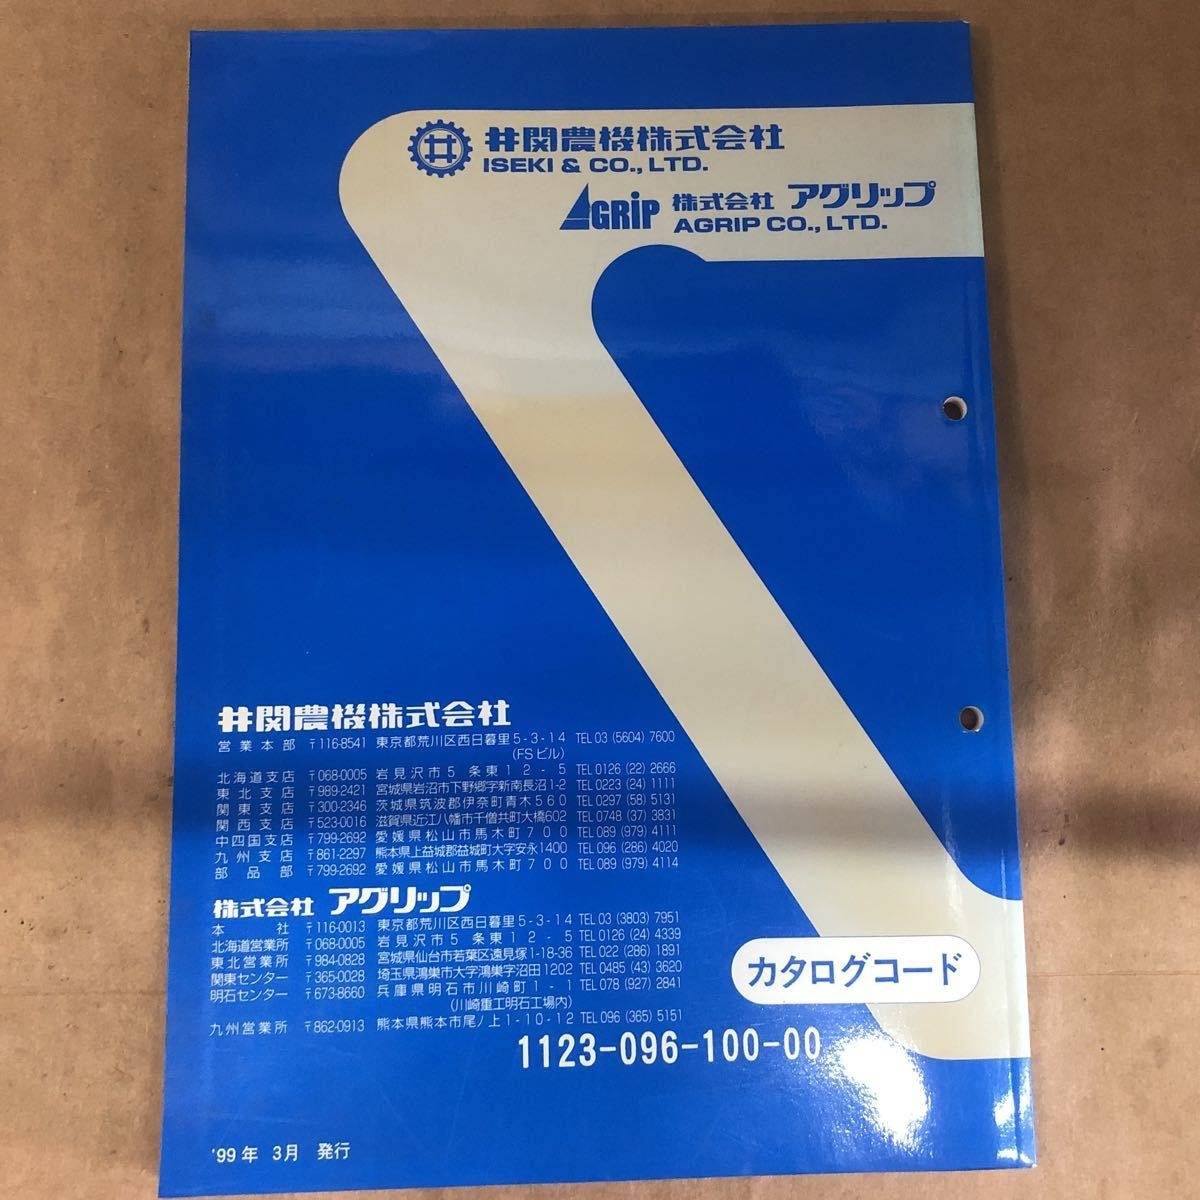 井関農機株式会社
ISEKI & CO., LTD.
AGRiP 株式会社 アグリップ
AGRIP CO., LTD.
井関農機株式会社
営業本部 〒116-8541 東京都荒川区西日暮里5-3-14 TEL 03 (5604) 7600
(FSビル)
北海道支店 〒068-0005 岩見沢市5条東12-5 TEL 0126 (22) 2666
東北支店 〒989-2421 宮城県岩沼市下野郷字新南長沼1-2 TEL 0223 (24) 1111
関東支店 〒300-2346 茨城県筑波郡伊奈町青木560 TEL 0297 (58) 5131
関西支店 〒523-0016 滋賀県近江八幡市千僧共町大橋602 TEL 0748 (37) 3831
中四国支店 〒799-2692 愛媛県松山市馬木町700 TEL 089 (979) 4111
九州支店 〒861-2297 熊本県上益城郡益城町大字安永1400 TEL 096 (286) 4020
部品部 〒799-2692 愛媛県松山市馬木町700 TEL 089 (979) 4114
株式会社 アグリップ
本社 〒116-0013 東京都荒川区西日暮里5-3-14 TEL 03 (3803) 7951
北海道営業所 〒068-0005 岩見沢市5条東12-5 TEL 0126 (24) 4339
東北営業所 〒984-0828 宮城県仙台市若葉区遠見塚1-18-36 TEL 022 (286) 1891
関東センター 〒365-0028 埼玉県鴻巣市大字鴻巣字沼田1202 TEL 0485 (43) 3620
明石センター 〒673-8660 兵庫県明石市川崎町1-1 TEL 078 (927) 2841
(川崎重工明石工場内)
九州営業所 〒862-0913 熊本県熊本市尾ノ上1-10-12 TEL 096 (365) 5151
カタログコード
1123-096-100-00
'99年 3月 発行